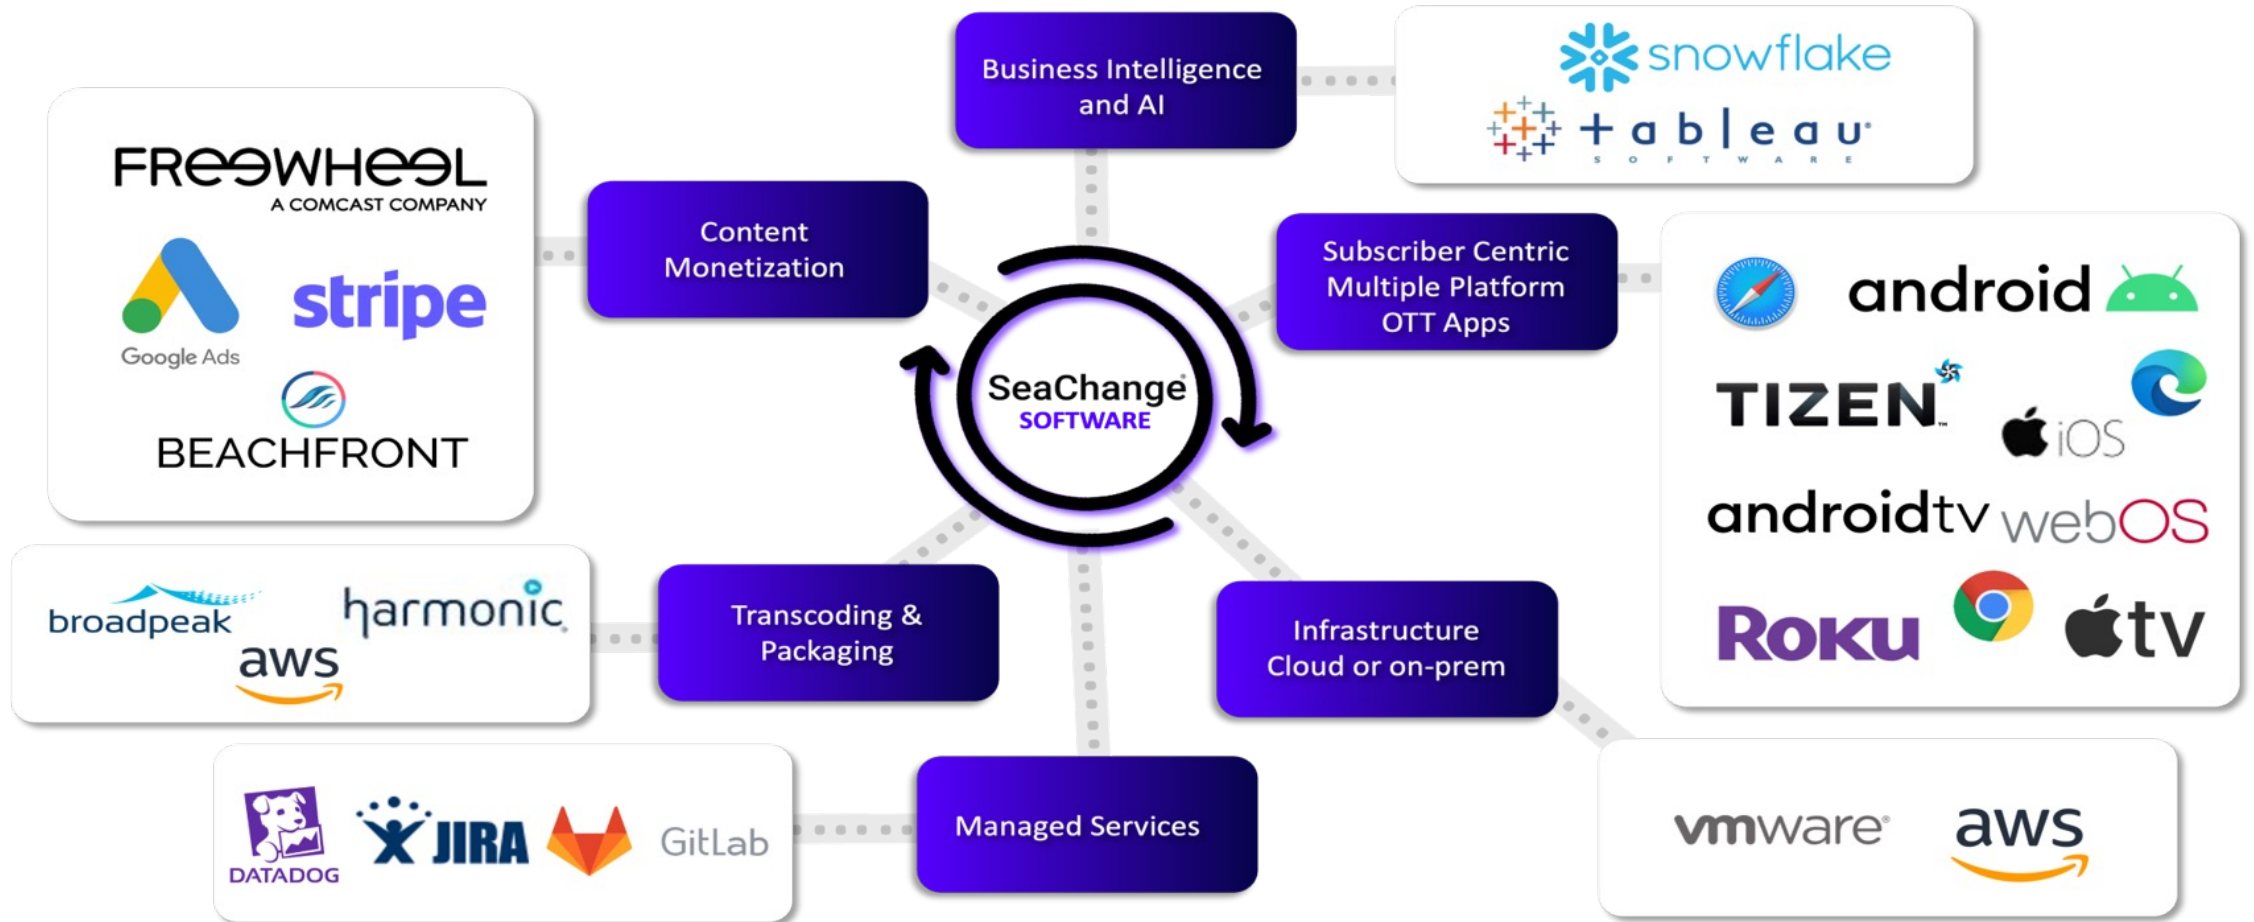 Business Intelligence
and AI
snowflake
tableau
SOFTWARE
FREEWHEEL
A COMCAST COMPANY
Google Ads
stripe
BEACHFRONT
Content
Monetization
Subscriber Centric
Multiple Platform
OTT Apps
android
TIZEN™
iOS
androidtv
webOS
ROKU
tv
SeaChange
SOFTWARE
broadpeak
harmonic
aws
Transcoding &
Packaging
Infrastructure
Cloud or on-prem
DATADOG
JIRA
GitLab
Managed Services
vmware®
aws